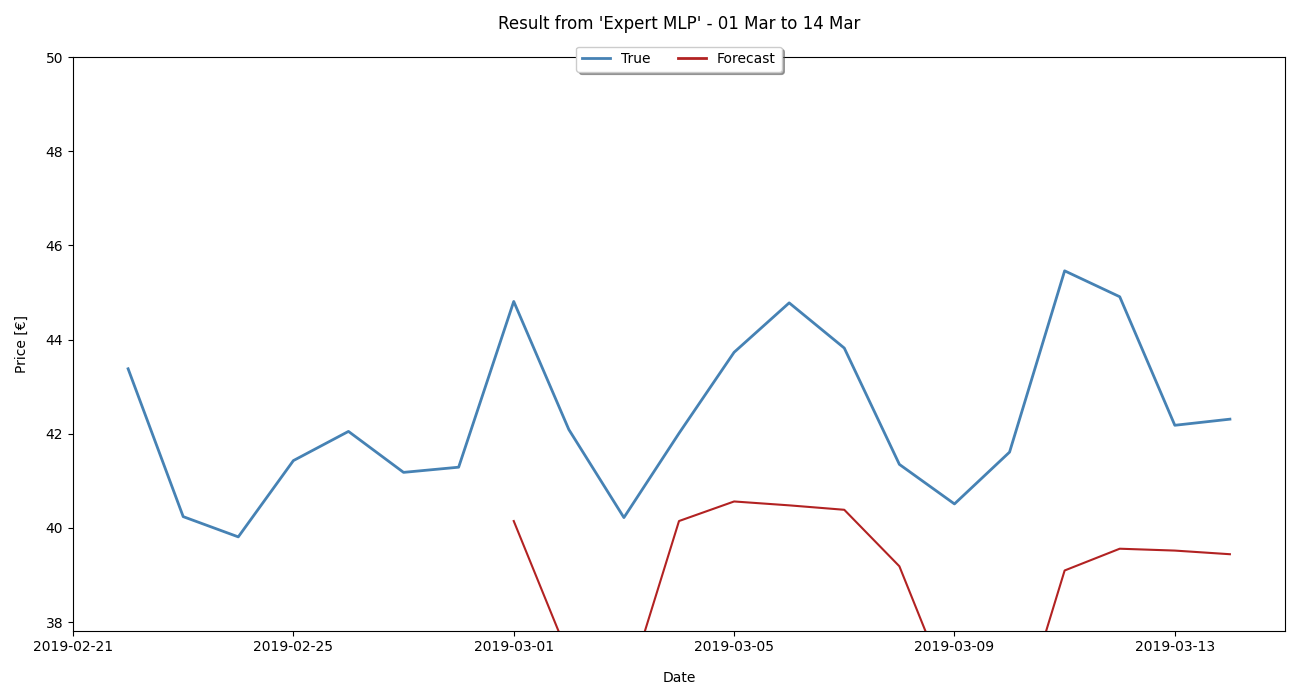 Result from 'Expert MLP' - 01 Mar to 14 Mar
True Forecast
50
48
46
44
42
40
38
Price [€]
2019-02-21 2019-02-25 2019-03-01 2019-03-05 2019-03-09 2019-03-13
Date